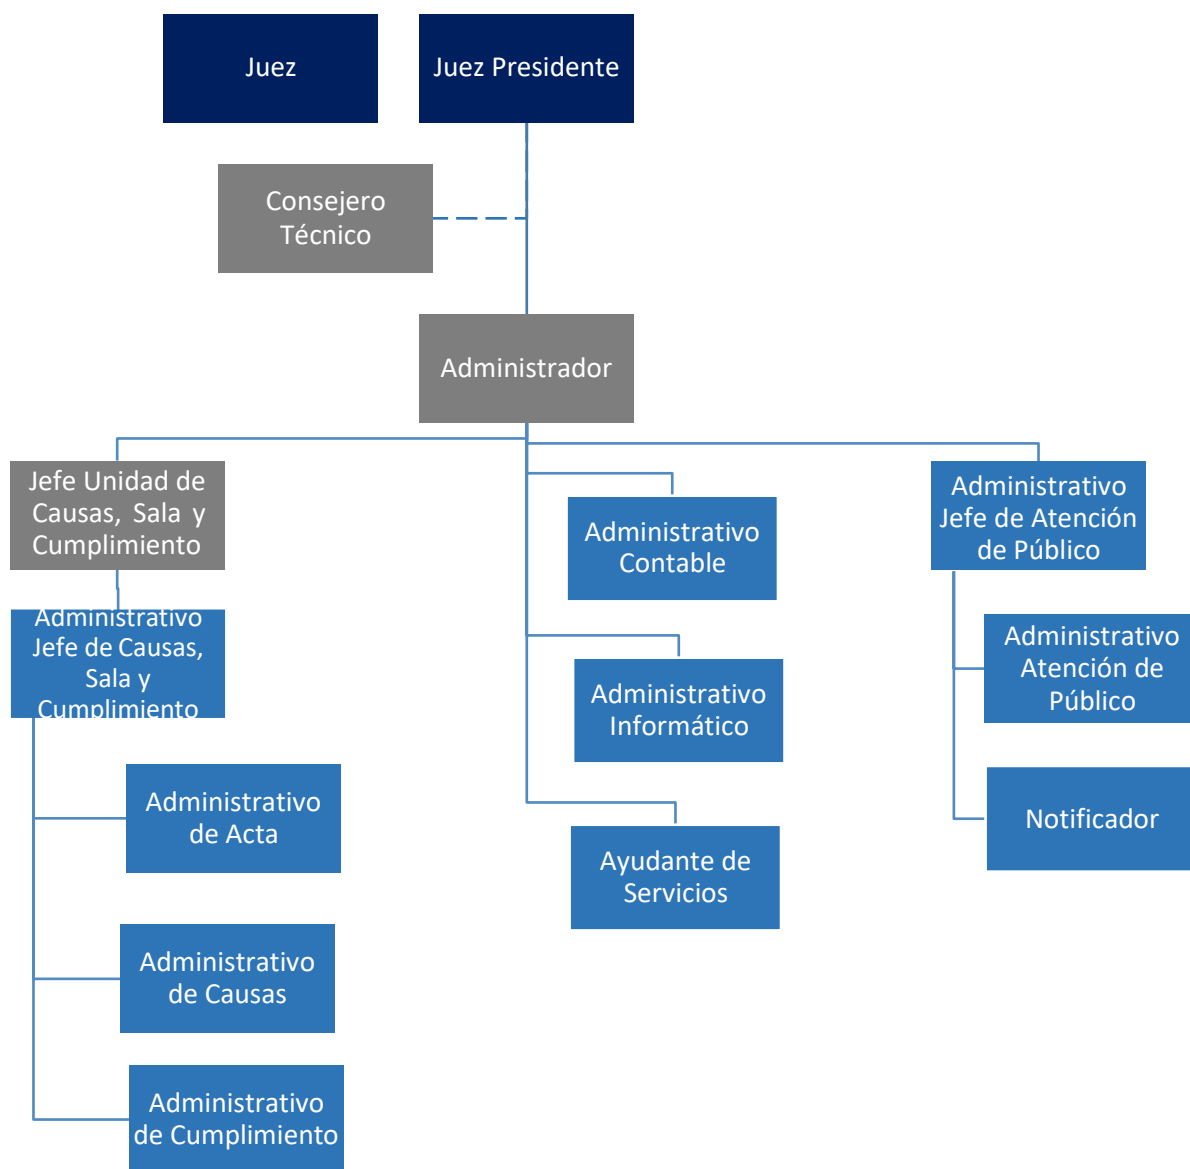 Juez
Juez Presidente
Consejero
Técnico
Administrador
Jefe Unidad de
Causas, Sala y
Cumplimiento
Administrativo
Contable
Administrativo
Jefe de Atención
de Público
Administrativo
Jefe de Causas,
Sala y
Cumplimiento
Administrativo
Atención de
Público
Administrativo
Informático
Administrativo
de Acta
Notificador
Ayudante de
Servicios
Administrativo
de Causas
Administrativo
de Cumplimiento